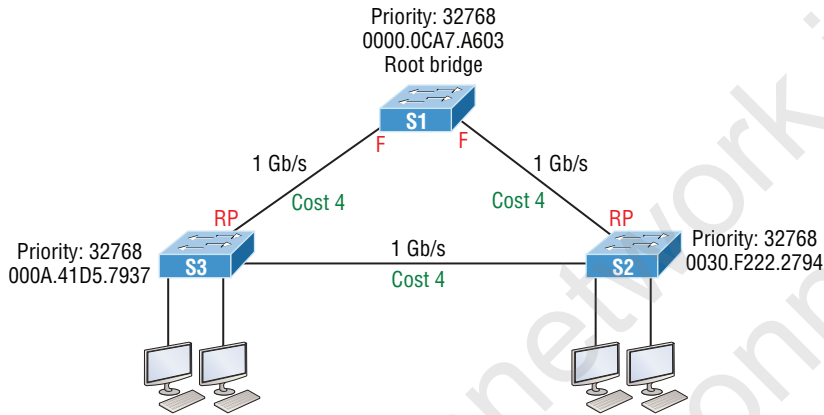 Priority: 32768
0000.0CA7.A603
Root bridge
S1
F
F
1 Gb/s
1 Gb/s
Cost 4
Cost 4
RP
RP
Priority: 32768
000A.41D5.7937
S3
1 Gb/s
Cost 4
S2
Priority: 32768
0030.F222.2794
network